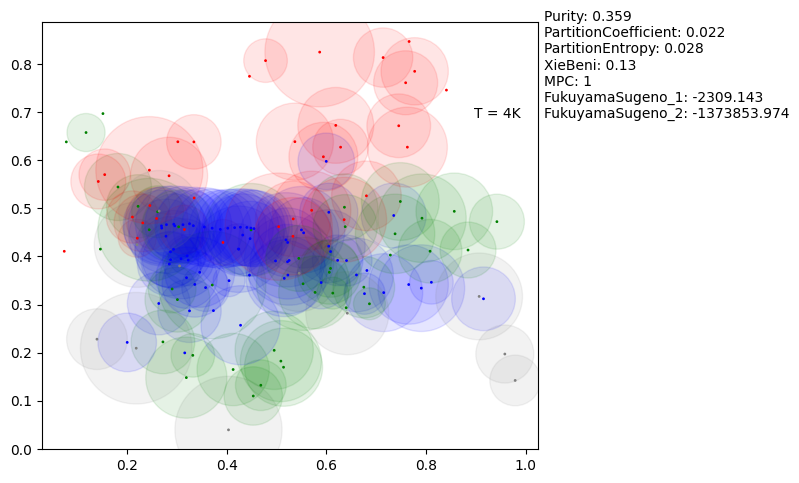 Purity: 0.359
PartitionCoefficient: 0.022
PartitionEntropy: 0.028
XieBeni: 0.13
MPC: 1
FukuyamaSugeno_1: -2309.143
FukuyamaSugeno_2: -1373853.974
T = 4K
0.8
0.7
0.6
0.5
0.4
0.3
0.2
0.1
0.0
0.2 0.4 0.6 0.8 1.0